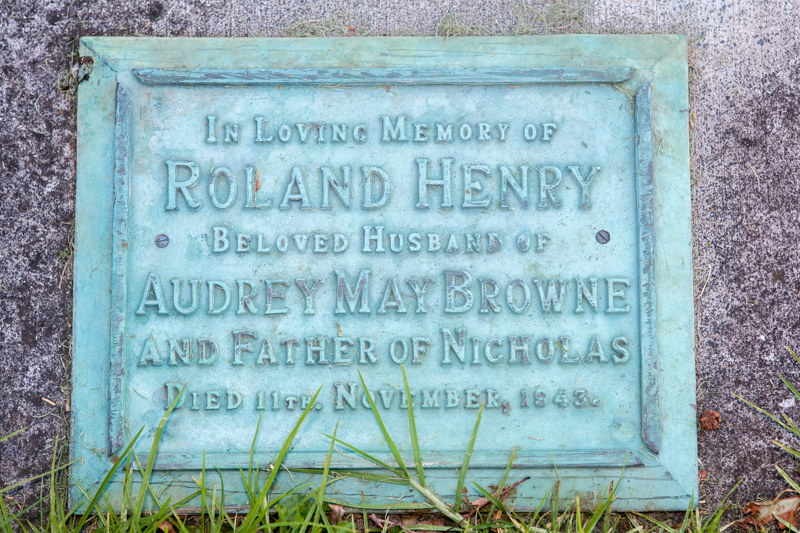 In Loving Memory of
Roland Henry
Beloved Husband of
Audrey May Browne
and Father of Nicholas
Died 11th. November, 1943.